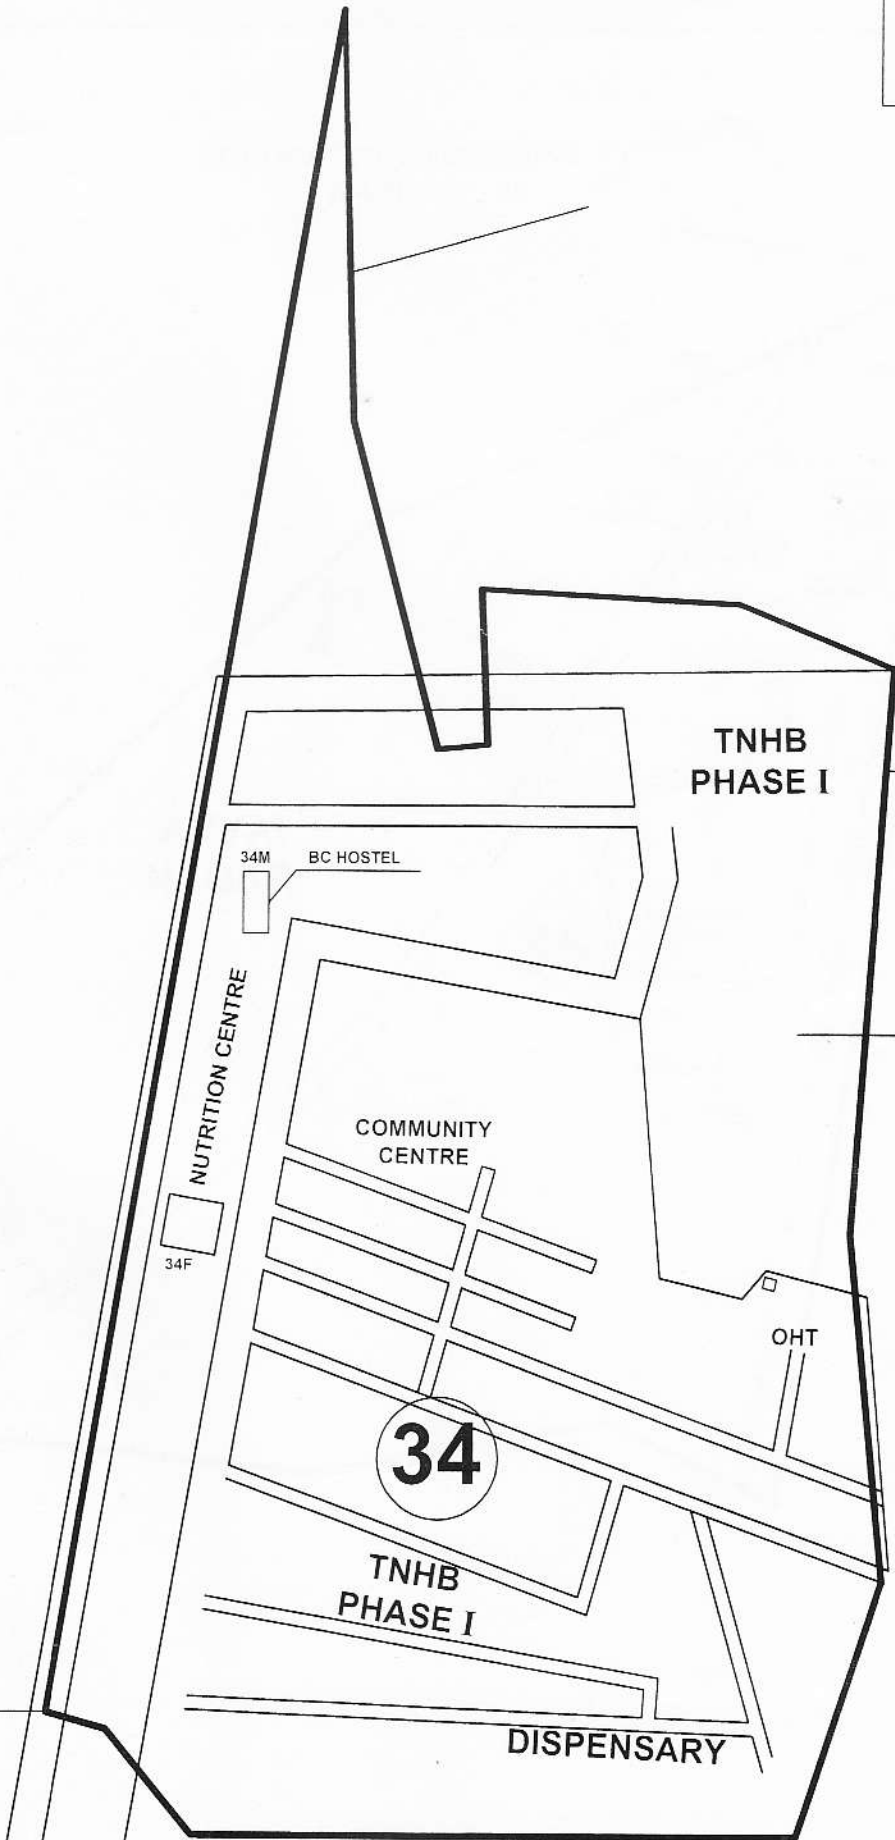 TNHB
PHASE I
34M
BC HOSTEL
NUTRITION CENTRE
COMMUNITY
CENTRE
34F
OHT
34
TNHB
PHASE I
DISPENSARY